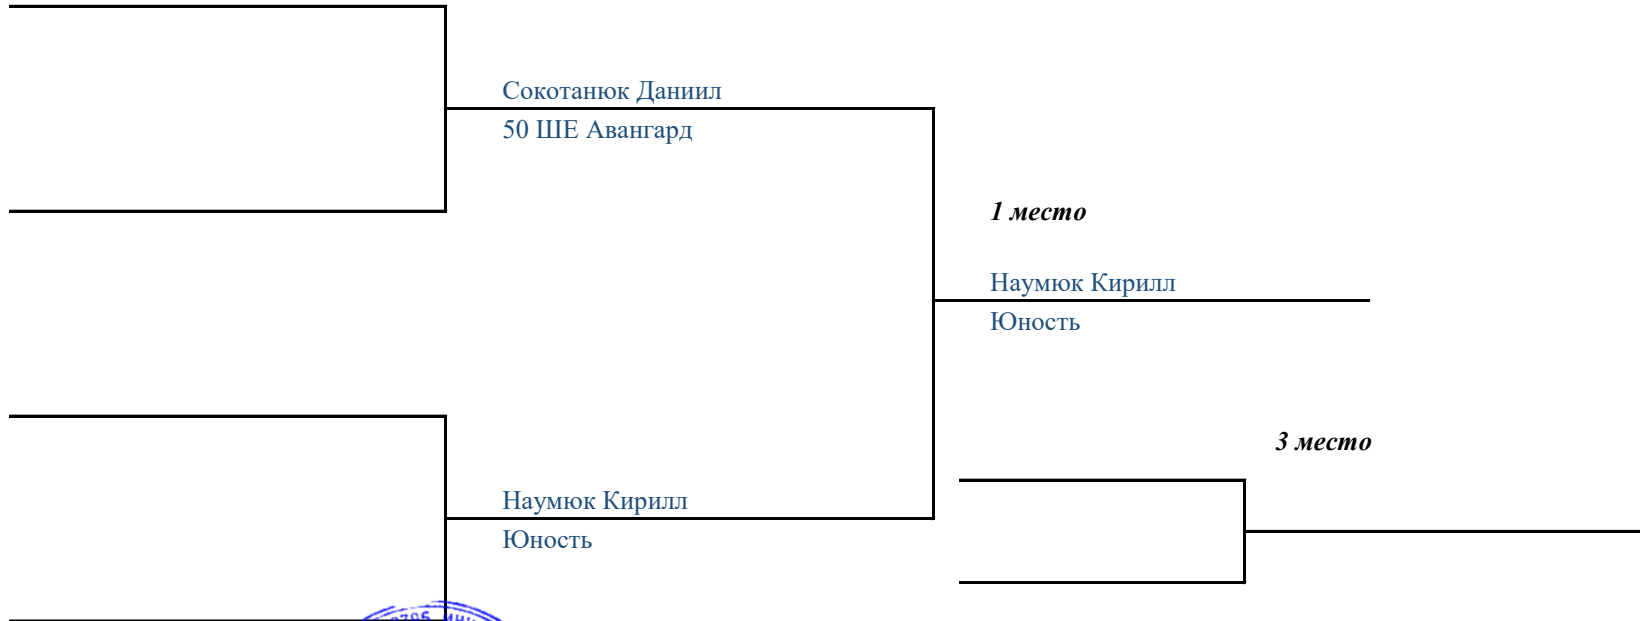 Сокотанюк Даниил
50 ШЕ Авангард
1 место
Наумюк Кирилл
Юность
3 место
Наумюк Кирилл
Юность